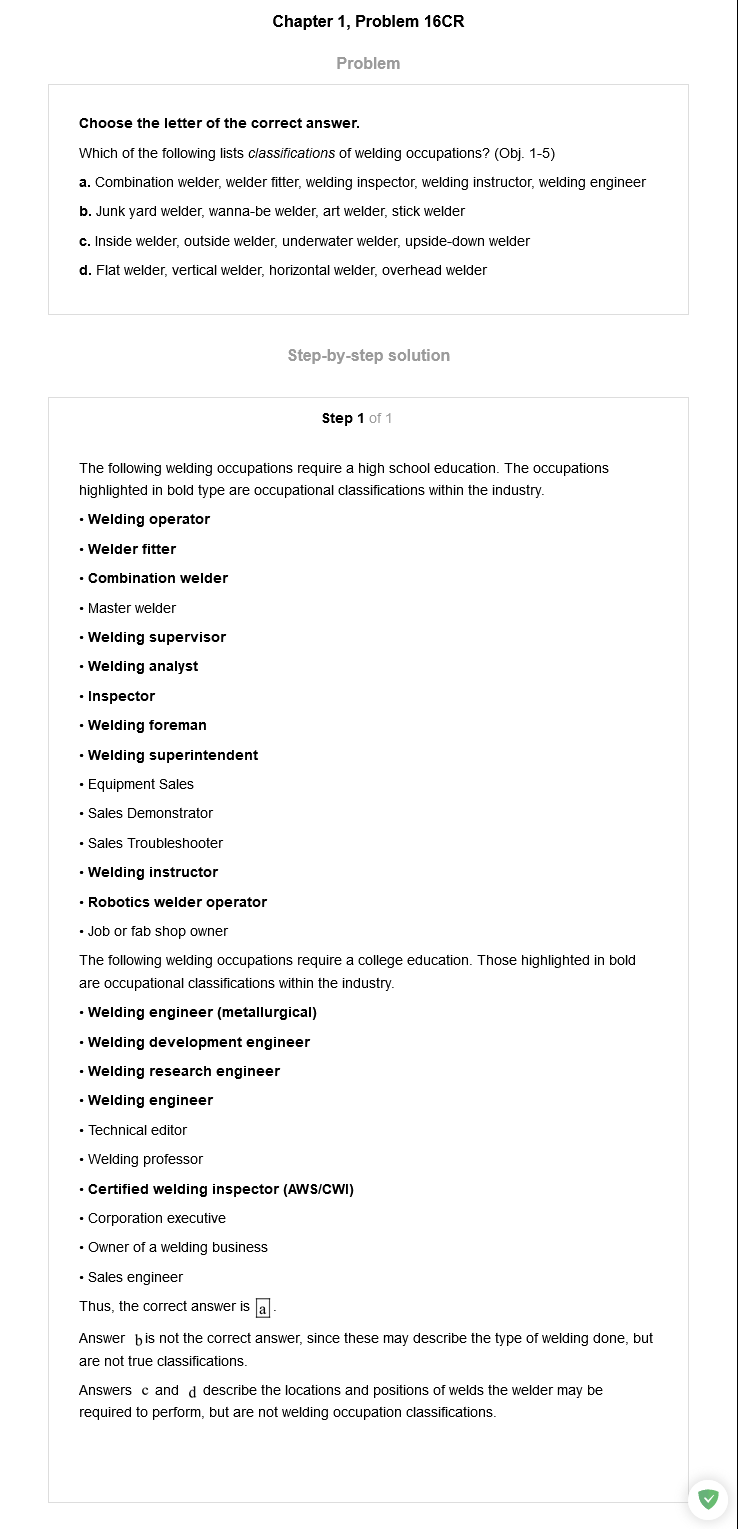 Chapter 1, Problem 16CR
Problem
Choose the letter of the correct answer.
Which of the following lists classifications of welding occupations? (Obj. 1-5)
a. Combination welder, welder fitter, welding inspector, welding instructor, welding engineer
b. Junk yard welder, wanna-be welder, art welder, stick welder
c. Inside welder, outside welder, underwater welder, upside-down welder
d. Flat welder, vertical welder, horizontal welder, overhead welder
Step-by-step solution
Step 1 of 1
The following welding occupations require a high school education. The occupations
highlighted in bold type are occupational classifications within the industry.
• Welding operator
• Welder fitter
• Combination welder
• Master welder
• Welding supervisor
• Welding analyst
• Inspector
• Welding foreman
• Welding superintendent
• Equipment Sales
• Sales Demonstrator
• Sales Troubleshooter
• Welding instructor
• Robotics welder operator
• Job or fab shop owner
The following welding occupations require a college education. Those highlighted in bold
are occupational classifications within the industry.
• Welding engineer (metallurgical)
• Welding development engineer
• Welding research engineer
• Welding engineer
• Technical editor
• Welding professor
• Certified welding inspector (AWS/CWI)
• Corporation executive
• Owner of a welding business
• Sales engineer
Thus, the correct answer is a.
Answer b is not the correct answer, since these may describe the type of welding done, but
are not true classifications.
Answers c and d describe the locations and positions of welds the welder may be
required to perform, but are not welding occupation classifications.